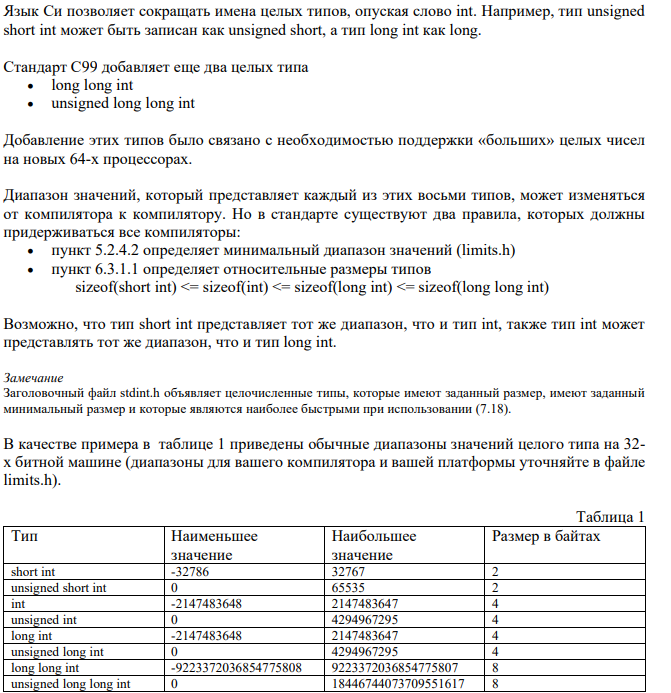 Язык Си позволяет сокращать имена целых типов, опуская слово int. Например, тип unsigned
short int может быть записан как unsigned short, а тип long int как long.
Стандарт C99 добавляет еще два целых типа
• long long int
• unsigned long long int
Добавление этих типов было связано с необходимостью поддержки «больших» целых чисел
на новых 64-х процессорах.
Диапазон значений, который представляет каждый из этих восьми типов, может изменяться
от компилятора к компилятору. Но в стандарте существуют два правила, которых должны
придерживаться все компиляторы:
• пункт 5.2.4.2 определяет минимальный диапазон значений (limits.h)
• пункт 6.3.1.1 определяет относительные размеры типов
sizeof(short int) <= sizeof(int) <= sizeof(long int) <= sizeof(long long int)
Возможно, что тип short int представляет тот же диапазон, что и тип int, также тип int может
представлять тот же диапазон, что и тип long int.
Замечание
Заголовочный файл stdint.h объявляет целочисленные типы, которые имеют заданный размер, имеют заданный
минимальный размер и которые являются наиболее быстрыми при использовании (7.18).
В качестве примера в таблице 1 приведены обычные диапазоны значений целого типа на 32-
х битной машине (диапазоны для вашего компилятора и вашей платформы уточняйте в файле
limits.h).
Таблица 1
Тип Наименьшее значение Наибольшее значение Размер в байтах
short int -32786 32767 2
unsigned short int 0 65535 2
int -2147483648 2147483647 4
unsigned int 0 4294967295 4
long int -2147483648 2147483647 4
unsigned long int 0 4294967295 4
long long int -9223372036854775808 9223372036854775807 8
unsigned long long int 0 18446744073709551617 8